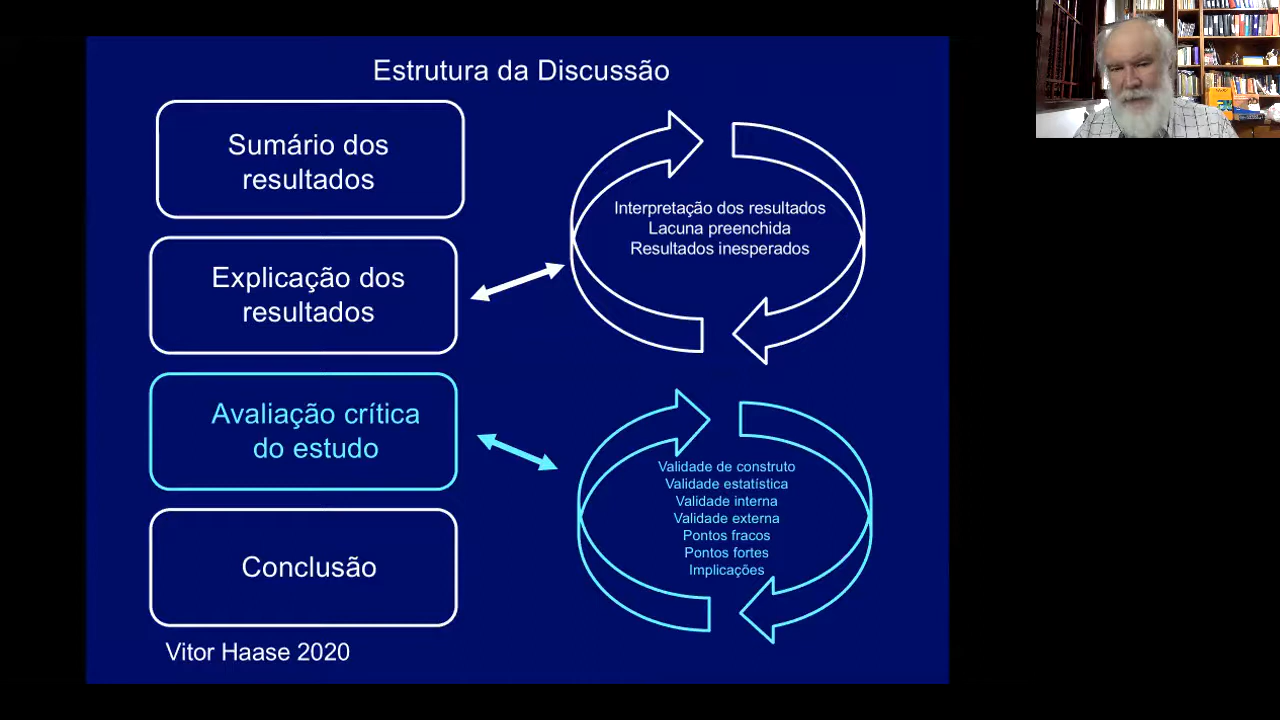 Estrutura da Discussão
Sumário dos
resultados
Explicação dos
resultados
Interpretação dos resultados
Lacuna preenchida
Resultados inesperados
Avaliação crítica
do estudo
Validade de construto
Validade estatística
Validade interna
Validade externa
Pontos fracos
Pontos fortes
Implicações
Conclusão
Vitor Haase 2020